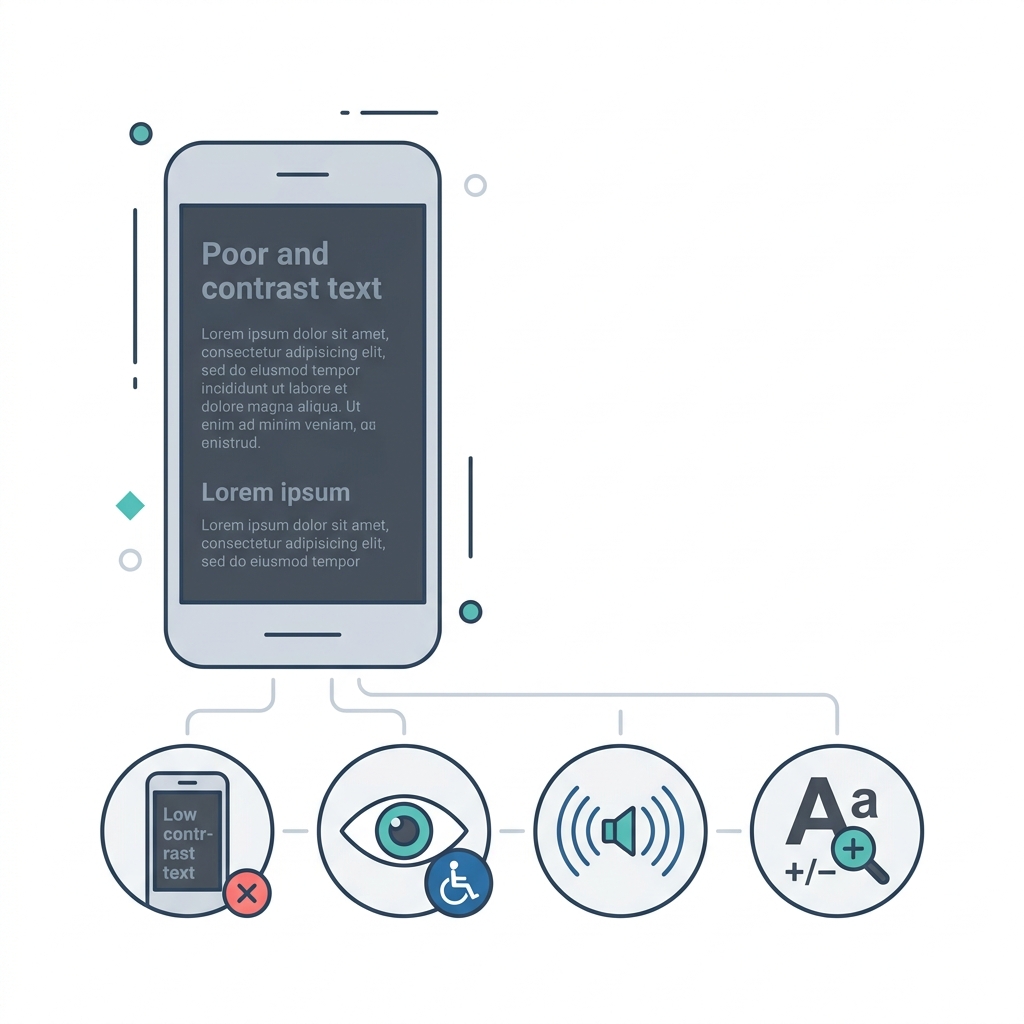 Poor and
contrast text
Lorem ipsum dolor sit amet,
consectetur adipisicing elit,
sed do eiusmod tempor
incididunt ut labore et
dolore magna aliqua. Ut
enim ad minim veniam,
enistrud.
Lorem ipsum
Lorem ipsum dolor sit amet,
consectetur adipisicing elit,
sed do eiusmod tempor
Low
contr-
rast
text
Aa
+/−